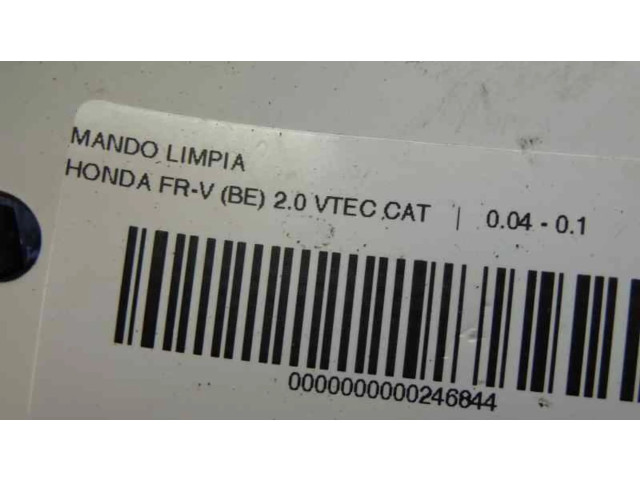 MANDO LIMPIA
HONDA FR-V (BE) 2.0 VTEC CAT | 0.04 - 0.1
0000000000246844